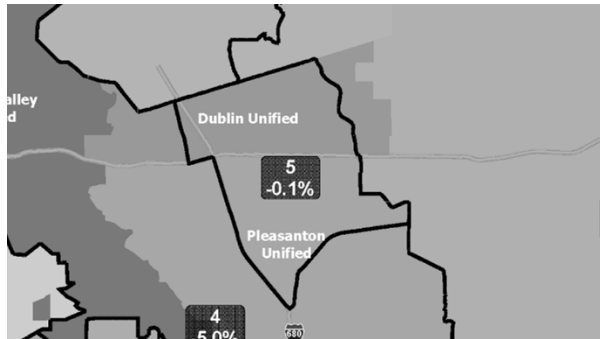 alley
d
Dublin Unified
5
-0.1%
Pleasanton
Unified
4
5.0%
680